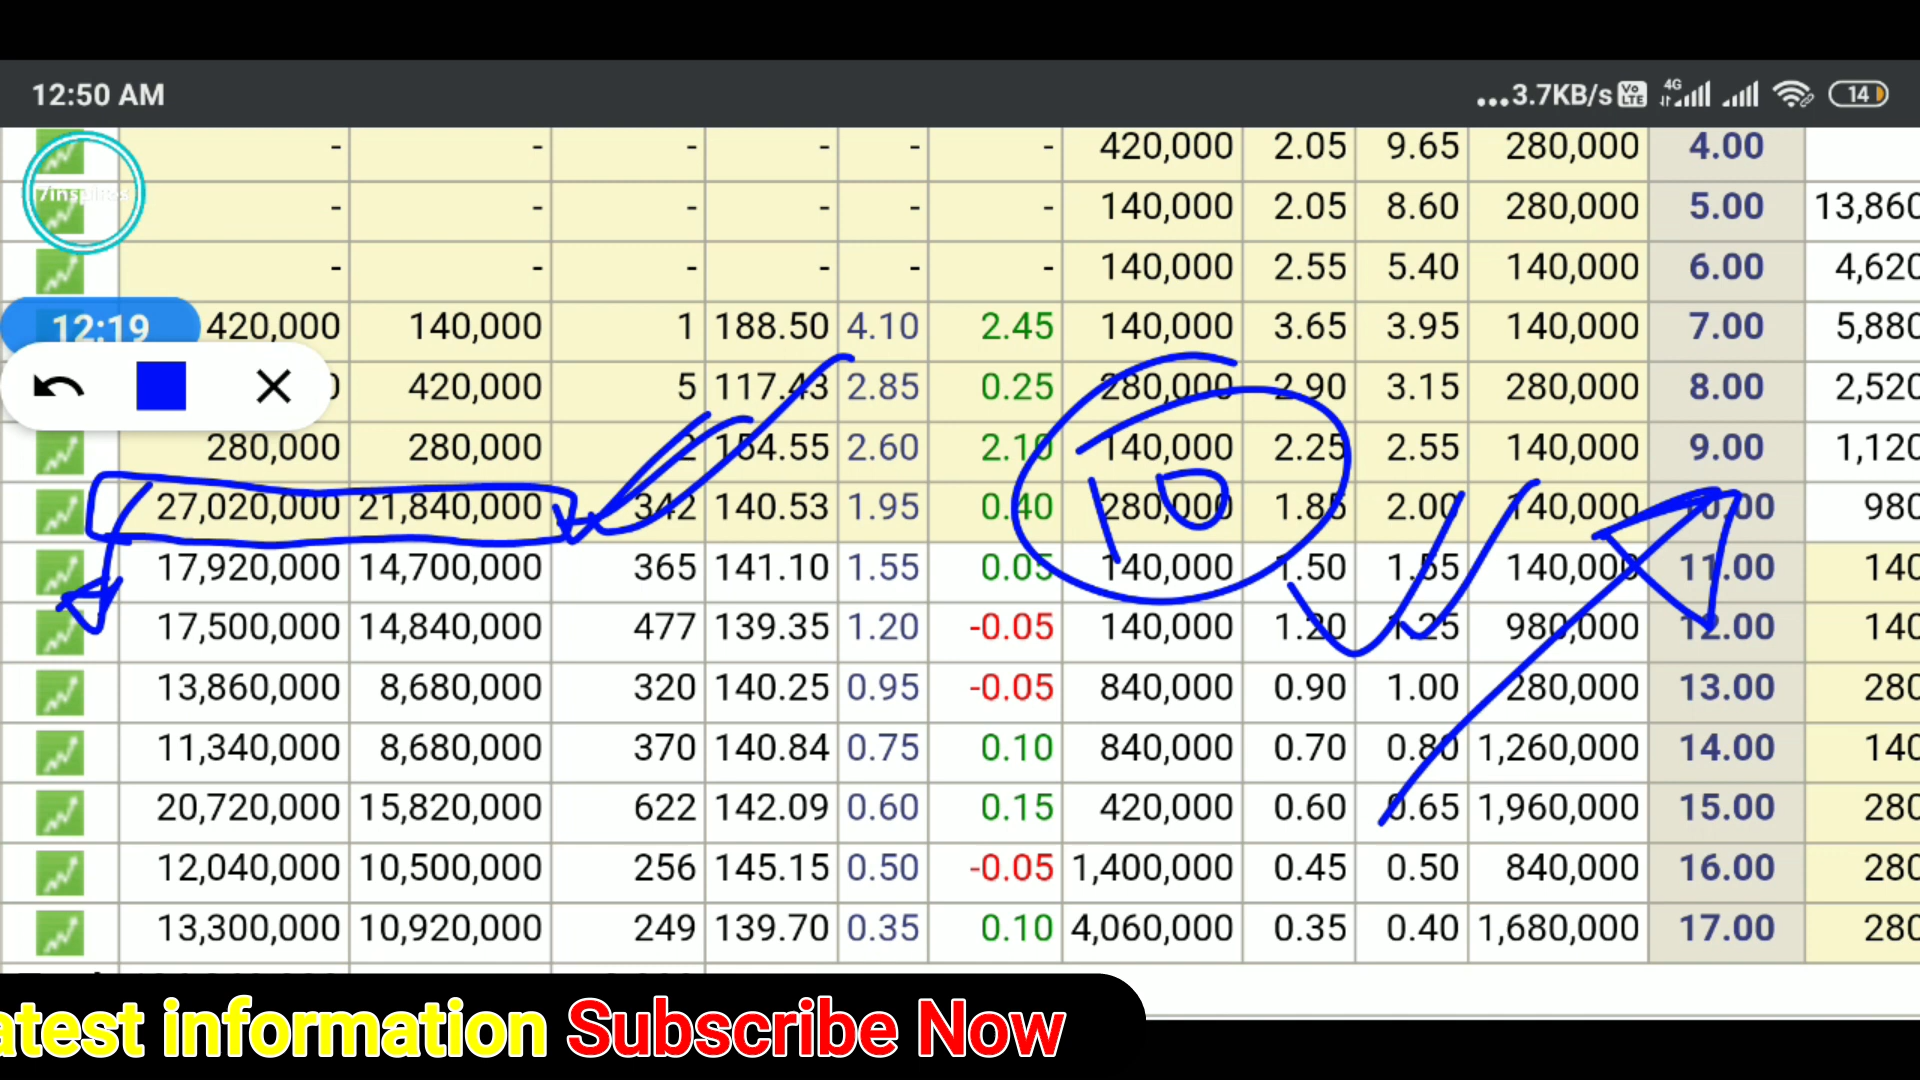 12:50 AM ...3.7KB/s Vo LTE 4G 14
- - - - - - 420,000 2.05 9.65 280,000 4.00
- - - - - - 140,000 2.05 8.60 280,000 5.00 13,860
- - - - - - 140,000 2.55 5.40 140,000 6.00 4,620
12:19 420,000 140,000 1 188.50 4.10 2.45 140,000 3.65 3.95 140,000 7.00 5,880
420,000 5 117.43 2.85 0.25 280,000 2.90 3.15 280,000 8.00 2,520
280,000 280,000 2 154.55 2.60 2.10 140,000 2.25 2.55 140,000 9.00 1,120
27,020,000 21,840,000 342 140.53 1.95 0.40 280,000 1.85 2.00 140,000 10.00 980
10
17,920,000 14,700,000 365 141.10 1.55 0.05 140,000 1.50 1.55 140,000 11.00 140
17,500,000 14,840,000 477 139.35 1.20 -0.05 140,000 1.20 1.25 980,000 12.00 140
13,860,000 8,680,000 320 140.25 0.95 -0.05 840,000 0.90 1.00 280,000 13.00 280
11,340,000 8,680,000 370 140.84 0.75 0.10 840,000 0.70 0.80 1,260,000 14.00 140
20,720,000 15,820,000 622 142.09 0.60 0.15 420,000 0.60 0.65 1,960,000 15.00 280
12,040,000 10,500,000 256 145.15 0.50 -0.05 1,400,000 0.45 0.50 840,000 16.00 280
13,300,000 10,920,000 249 139.70 0.35 0.10 4,060,000 0.35 0.40 1,680,000 17.00 280
atest information Subscribe Now